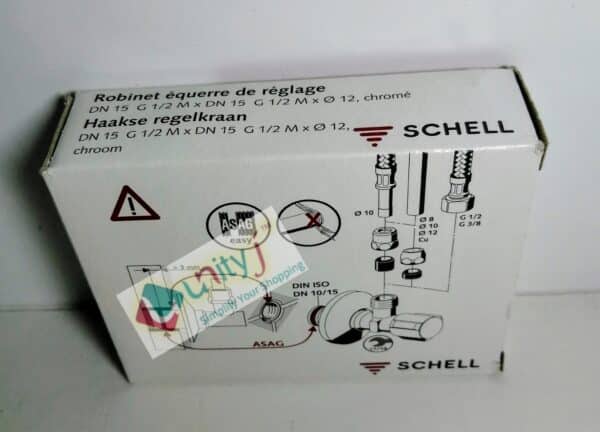 Robinet équerre de réglage
DN 15 G 1/2 M x DN 15 G 1/2 M x Ø 12, chromé
Haakse regelkraan
DN 15 G 1/2 M x DN 15 G 1/2 M x Ø 12,
chroom
SCHELL
ASAG
easy
Ø 10
Ø 8
Ø 10
Ø 12
Cu
G 1/2
G 3/8
unityj
Simplify Your Shopping
DIN ISO
DN 10/15
ASAG
SCHELL